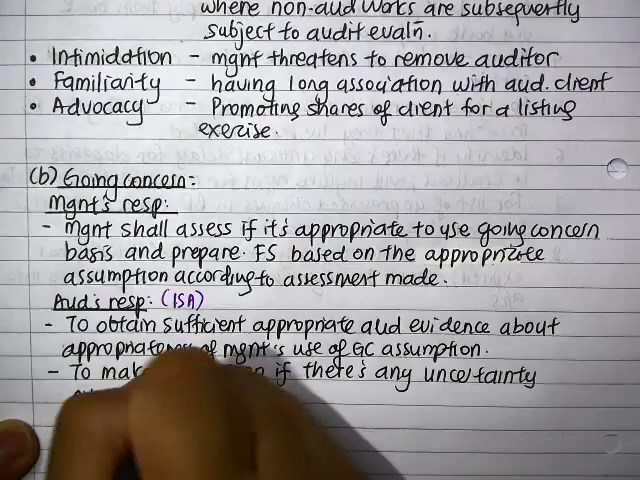 where non-aud works are subsequently
subject to audit evaln̄.
• Intimidation – mgnt threatens to remove auditor
• Familiarity – having long association with aud. client
• Advocacy – Promoting shares of client for a listing
exercise.
(b) Going concern:
Mgnt's resp:
- mgnt shall assess if it's appropriate to use going concern
basis and prepare FS based on the appropriate
assumption according to assessment made.
Aud's resp: (ISA)
- To obtain sufficient appropriate aud evidence about
appropriateness of mgnt's use of GC assumption.
- To if there's any uncertainty